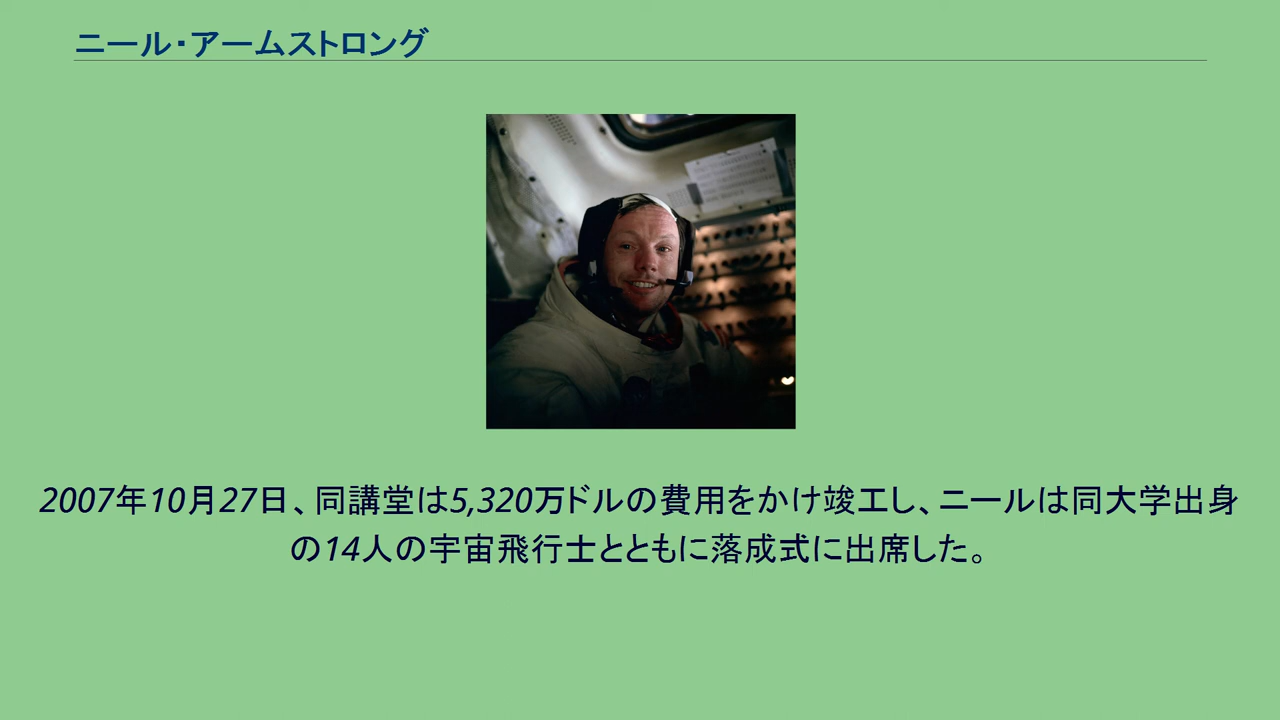 ニール・アームストロング
2007年10月27日、同講堂は5,320万ドルの費用をかけ竣工し、ニールは同大学出身
の14人の宇宙飛行士とともに落成式に出席した。